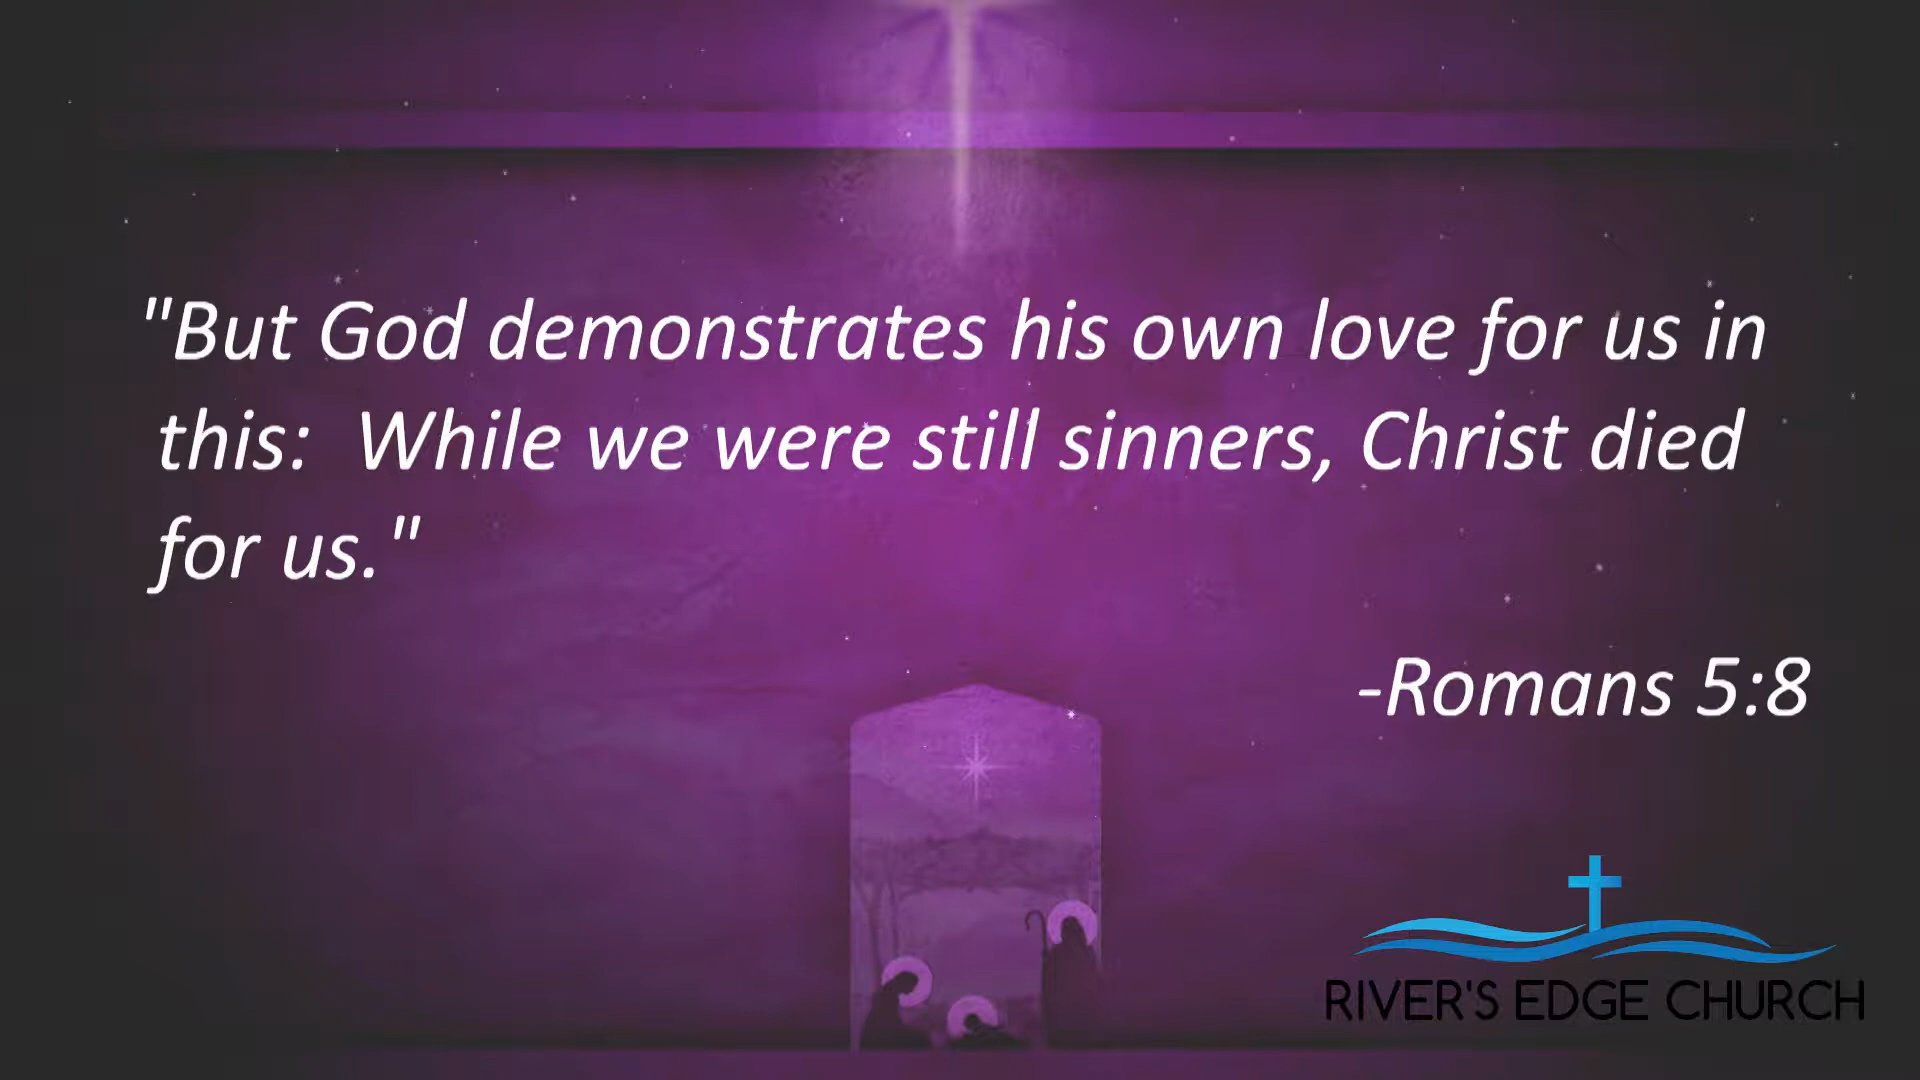 "But God demonstrates his own love for us in
this:  While we were still sinners, Christ died
for us."
-Romans 5:8
RIVER'S EDGE CHURCH